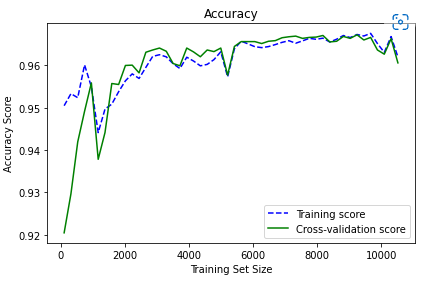 Accuracy
0.96
0.95
0.94
0.93
0.92
Accuracy Score
0
2000
4000
6000
8000
10000
Training Set Size
Training score
Cross-validation score